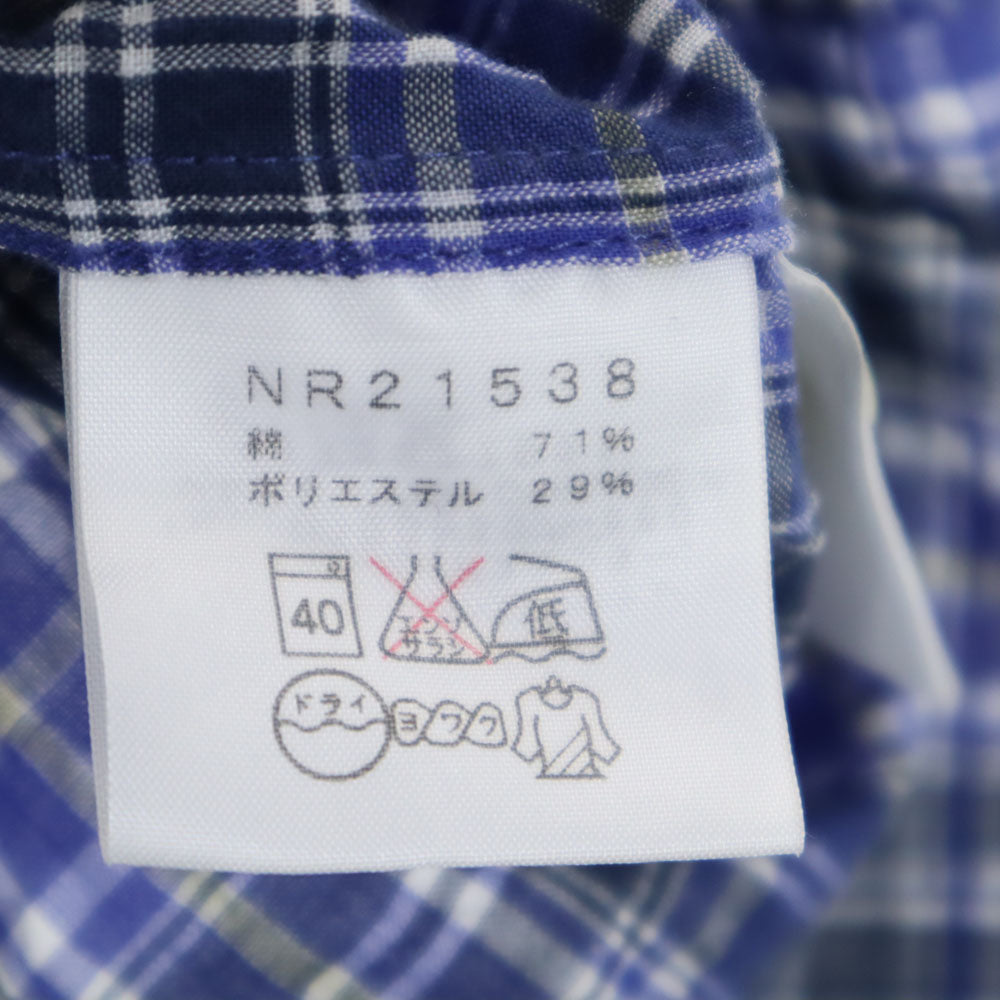 NR21538
綿 71%
ポリエステル 29%
40 エンソ サラシ 低
ドライ ヨワク